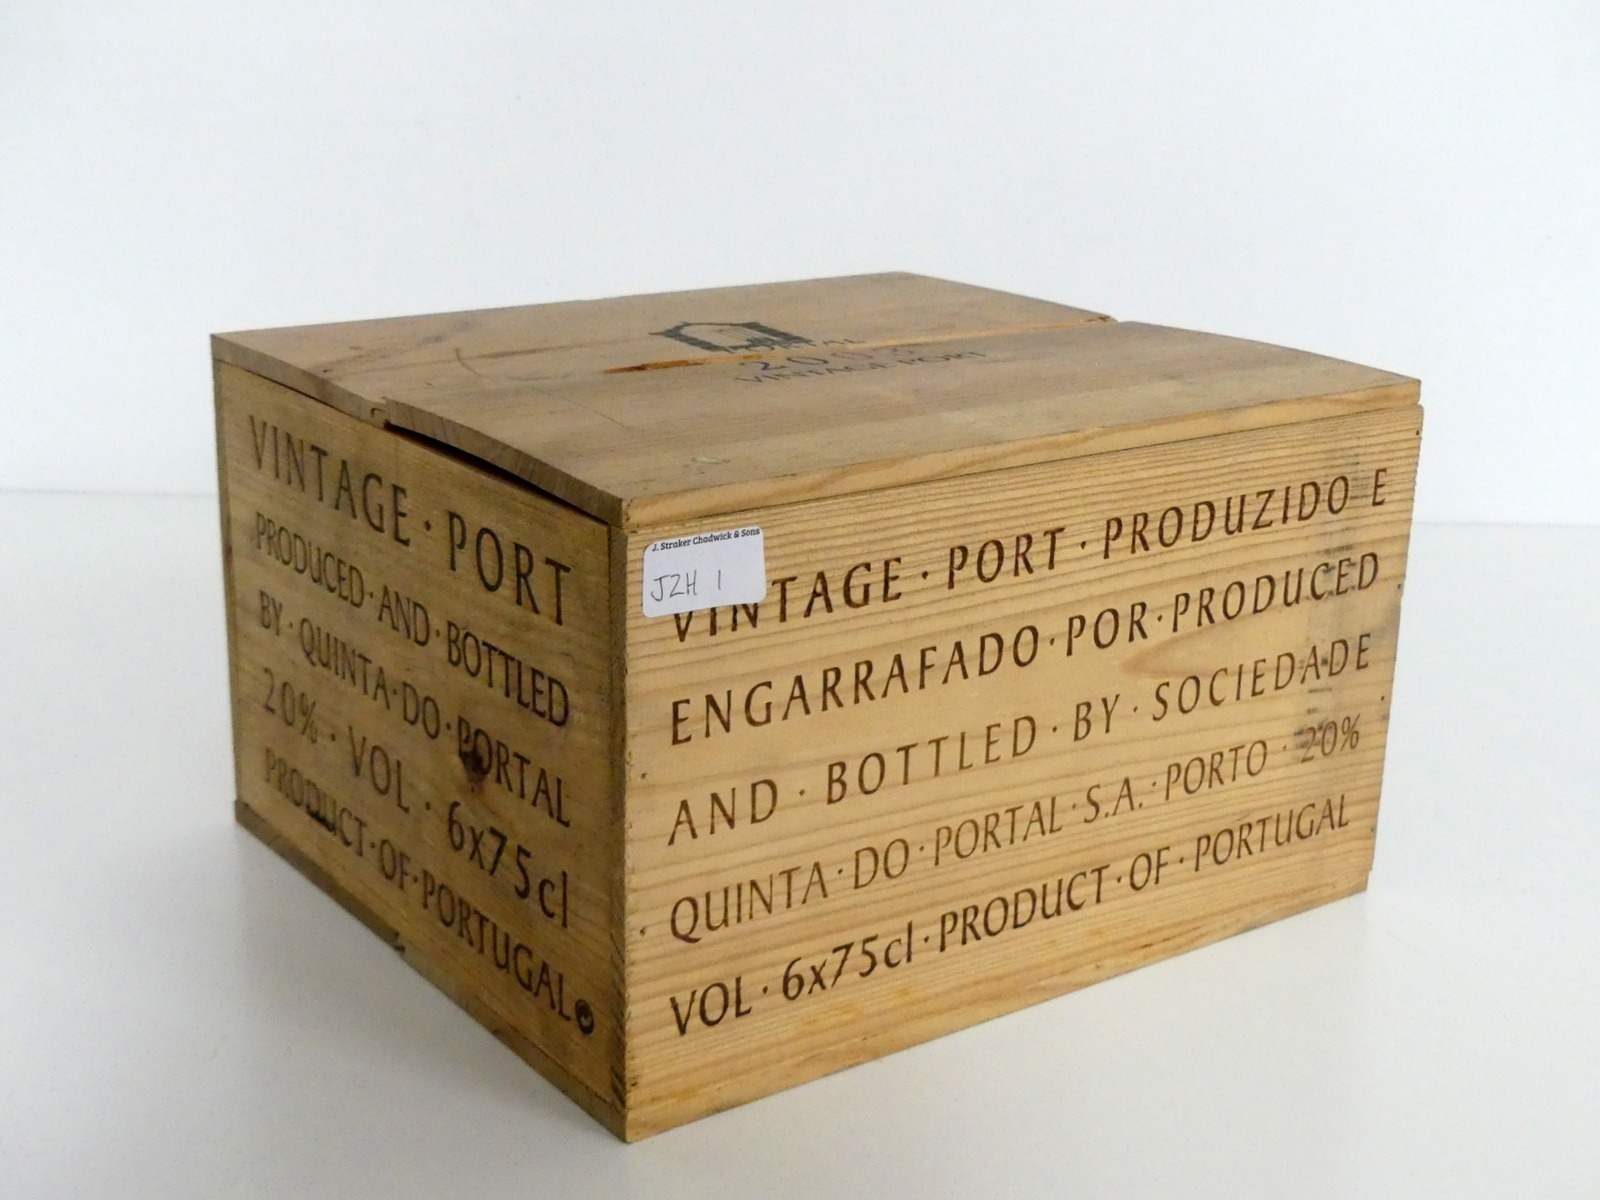 PORTAL
VINTAGE PORT
VINTAGE · PORT
PRODUCED · AND · BOTTLED
BY · QUINTA · DO · PORTAL
20% · VOL · 6x75cl
PRODUCT · OF · PORTUGAL
J. Straker Chadwick & Sons
JZH 1
VINTAGE · PORT · PRODUZIDO E
ENGARRAFADO · POR · PRODUCED
AND · BOTTLED · BY · SOCIEDADE
QUINTA · DO · PORTAL · S.A. · PORTO · 20%
VOL · 6x75cl · PRODUCT · OF · PORTUGAL